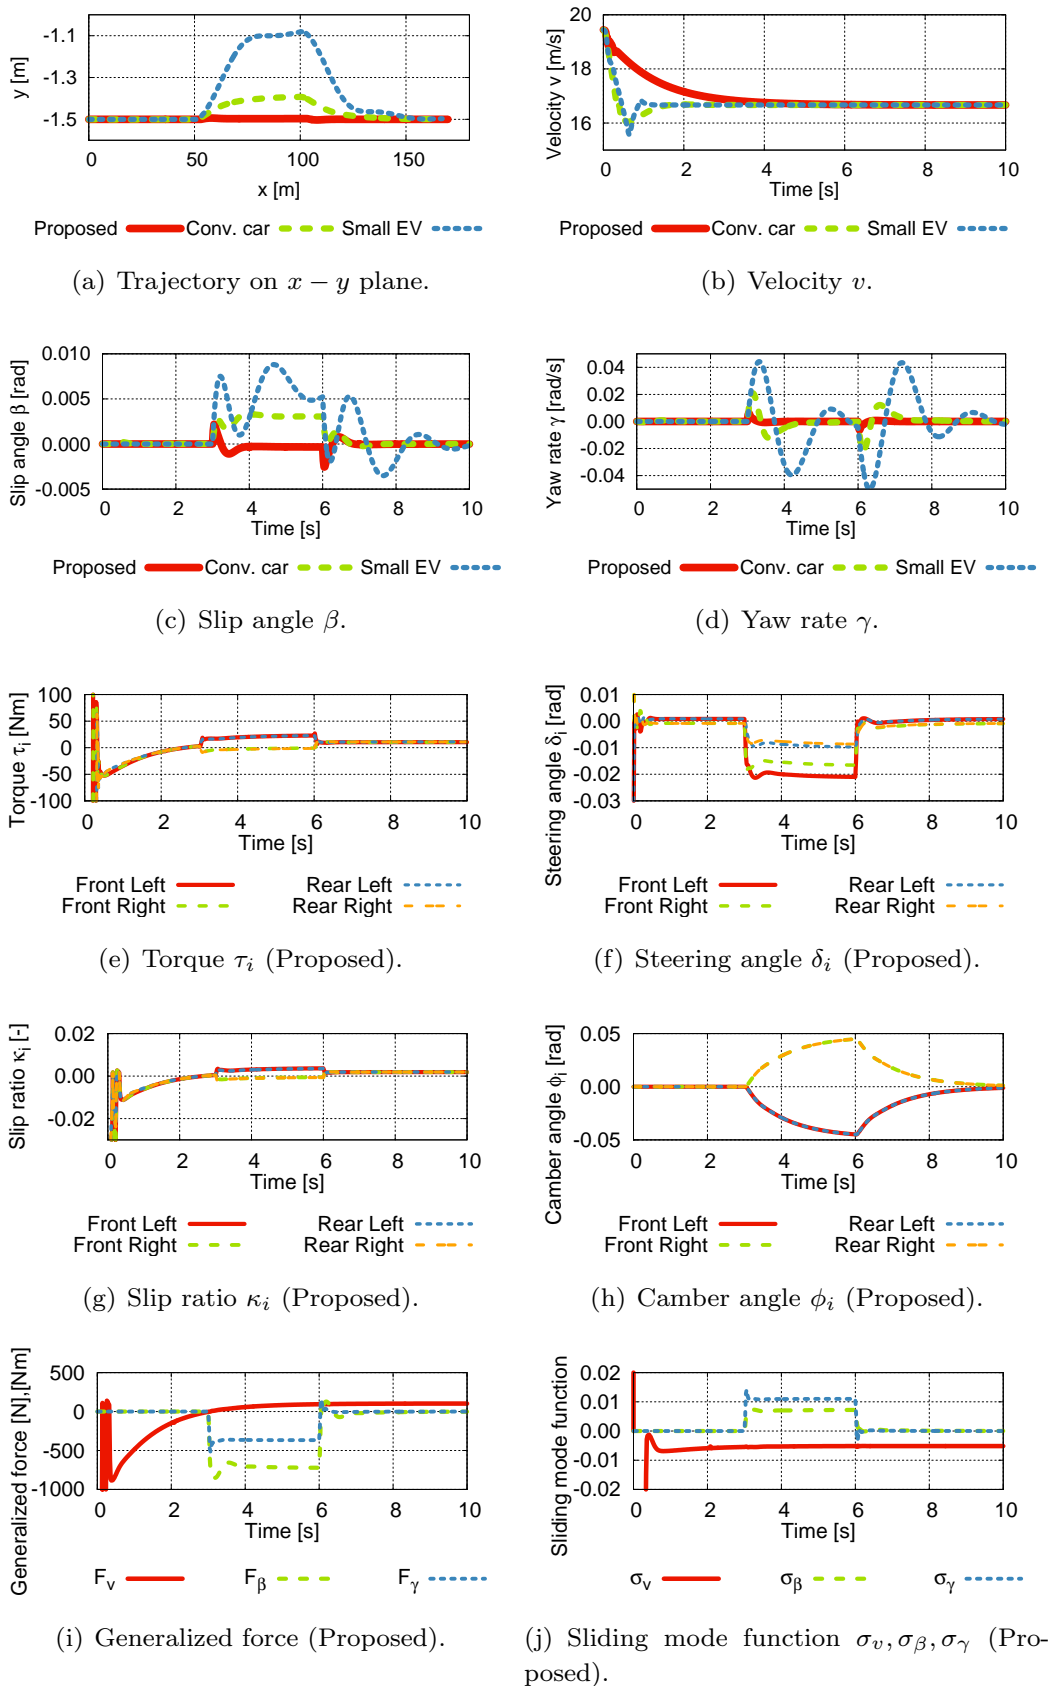 -1.1
-1.3
-1.5
y [m]
0 50 100 150
x [m]
Proposed Conv. car Small EV
(a) Trajectory on x − y plane.
20
18
16
Velocity v [m/s]
0 2 4 6 8 10
Time [s]
Proposed Conv. car Small EV
(b) Velocity v.
0.010
0.005
0.000
-0.005
Slip angle β [rad]
0 2 4 6 8 10
Time [s]
Proposed Conv. car Small EV
(c) Slip angle β.
0.04
0.02
0.00
-0.02
-0.04
Yaw rate γ [rad/s]
0 2 4 6 8 10
Time [s]
Proposed Conv. car Small EV
(d) Yaw rate γ.
100
50
0
-50
-100
Torque τi [Nm]
0 2 4 6 8 10
Time [s]
Front Left Rear Left
Front Right Rear Right
(e) Torque τi (Proposed).
0.01
0.00
-0.01
-0.02
-0.03
Steering angle δi [rad]
0 2 4 6 8 10
Time [s]
Front Left Rear Left
Front Right Rear Right
(f) Steering angle δi (Proposed).
0.02
0.00
-0.02
Slip ratio κi [-]
0 2 4 6 8 10
Time [s]
Front Left Rear Left
Front Right Rear Right
(g) Slip ratio κi (Proposed).
0.05
0.00
-0.05
Camber angle ϕi [rad]
0 2 4 6 8 10
Time [s]
Front Left Rear Left
Front Right Rear Right
(h) Camber angle ϕi (Proposed).
500
0
-500
-1000
Generalized force [N],[Nm]
0 2 4 6 8 10
Time [s]
Fv Fβ Fγ
(i) Generalized force (Proposed).
0.02
0.01
0.00
-0.01
-0.02
Sliding mode function
0 2 4 6 8 10
Time [s]
σv σβ σγ
(j) Sliding mode function σv, σβ, σγ (Pro-
posed).